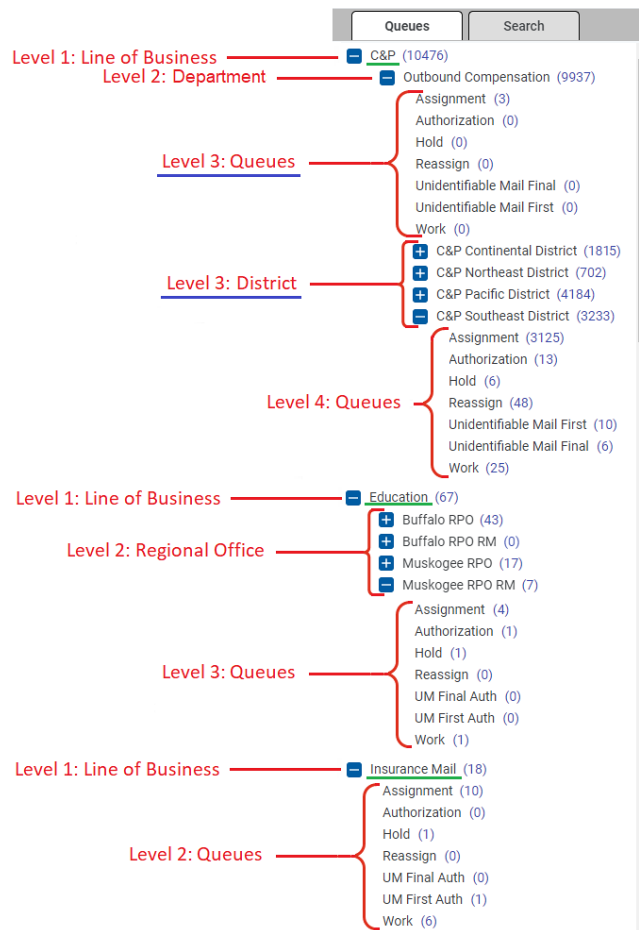 Queues Search
Level 1: Line of Business C&P (10476)
Level 2: Department Outbound Compensation (9937)
Assignment (3)
Authorization (0)
Hold (0)
Level 3: Queues Reassign (0)
Unidentifiable Mail Final (0)
Unidentifiable Mail First (0)
Work (0)
C&P Continental District (1815)
C&P Northeast District (702)
Level 3: District C&P Pacific District (4184)
C&P Southeast District (3233)
Assignment (3125)
Authorization (13)
Hold (6)
Level 4: Queues Reassign (48)
Unidentifiable Mail First (10)
Unidentifiable Mail Final (6)
Work (25)
Level 1: Line of Business Education (67)
Buffalo RPO (43)
Level 2: Regional Office Buffalo RPO RM (0)
Muskogee RPO (17)
Muskogee RPO RM (7)
Assignment (4)
Authorization (1)
Hold (1)
Level 3: Queues Reassign (0)
UM Final Auth (0)
UM First Auth (0)
Work (1)
Level 1: Line of Business Insurance Mail (18)
Assignment (10)
Authorization (0)
Hold (1)
Level 2: Queues Reassign (0)
UM Final Auth (0)
UM First Auth (1)
Work (6)